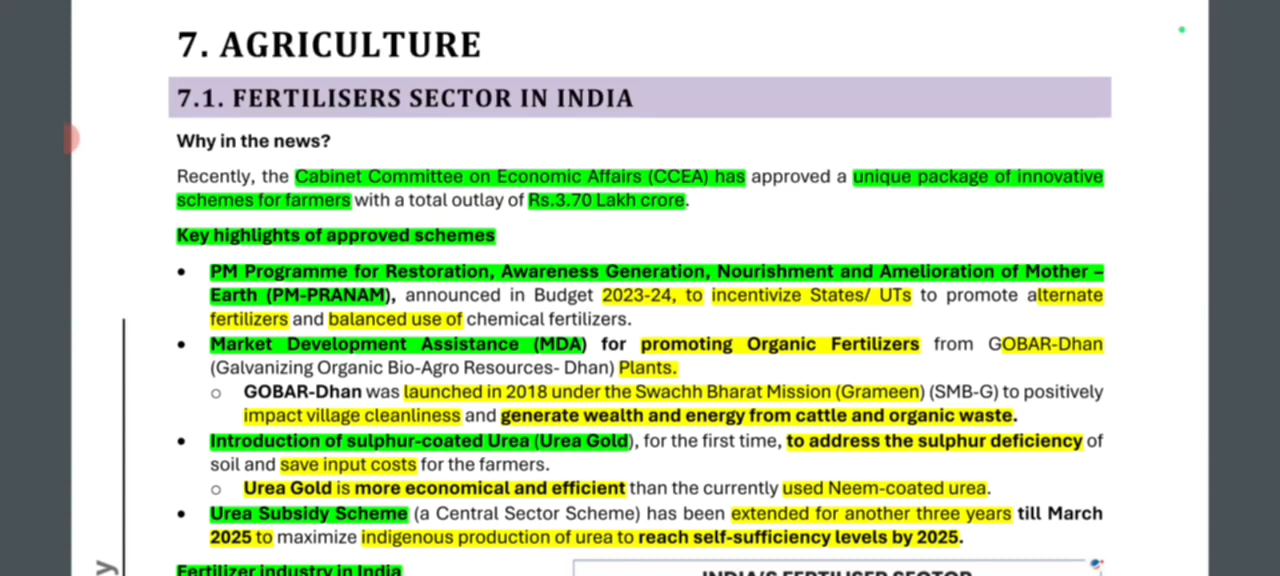 7. AGRICULTURE
7.1. FERTILISERS SECTOR IN INDIA
Why in the news?
Recently, the Cabinet Committee on Economic Affairs (CCEA) has approved a unique package of innovative
schemes for farmers with a total outlay of Rs.3.70 Lakh crore.
Key highlights of approved schemes
• PM Programme for Restoration, Awareness Generation, Nourishment and Amelioration of Mother –
Earth (PM-PRANAM), announced in Budget 2023-24, to incentivize States/ UTs to promote alternate
fertilizers and balanced use of chemical fertilizers.
• Market Development Assistance (MDA) for promoting Organic Fertilizers from GOBAR-Dhan
(Galvanizing Organic Bio-Agro Resources- Dhan) Plants.
o GOBAR-Dhan was launched in 2018 under the Swachh Bharat Mission (Grameen) (SMB-G) to positively
impact village cleanliness and generate wealth and energy from cattle and organic waste.
• Introduction of sulphur-coated Urea (Urea Gold), for the first time, to address the sulphur deficiency of
soil and save input costs for the farmers.
o Urea Gold is more economical and efficient than the currently used Neem-coated urea.
• Urea Subsidy Scheme (a Central Sector Scheme) has been extended for another three years till March
2025 to maximize indigenous production of urea to reach self-sufficiency levels by 2025.
Fertilizer industry in India
INDIA'S FERTILISER SECTOR
y